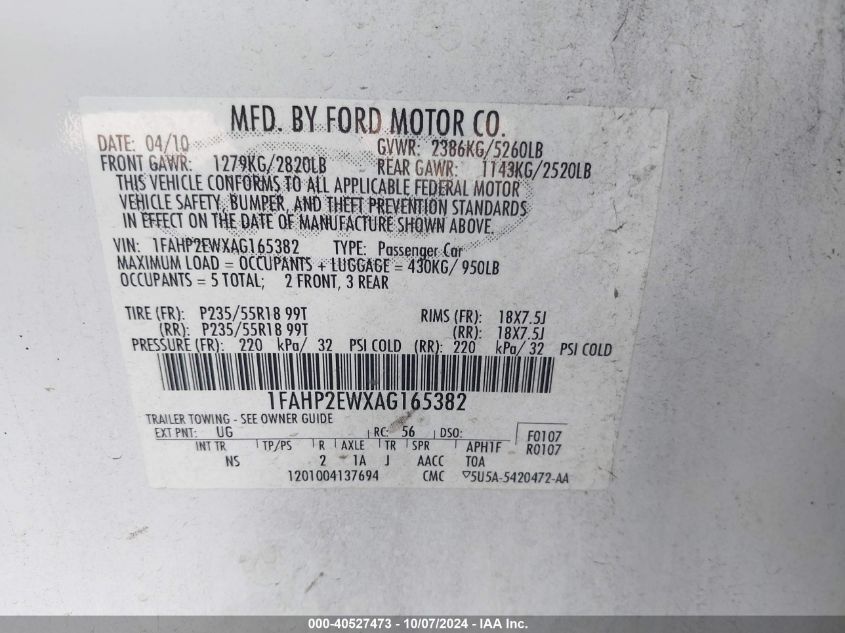 MFD. BY FORD MOTOR CO.
DATE: 04/10 GVWR: 2386KG/5260LB
FRONT GAWR: 1279KG/2820LB REAR GAWR: 1143KG/2520LB
THIS VEHICLE CONFORMS TO ALL APPLICABLE FEDERAL MOTOR
VEHICLE SAFETY, BUMPER, AND THEFT PREVENTION STANDARDS
IN EFFECT ON THE DATE OF MANUFACTURE SHOWN ABOVE.
VIN: 1FAHP2EWXAG165382 TYPE: Passenger Car
MAXIMUM LOAD = OCCUPANTS + LUGGAGE = 430KG/ 950LB
OCCUPANTS = 5 TOTAL; 2 FRONT, 3 REAR
TIRE (FR): P235/55R18 99T RIMS (FR): 18X7.5J
(RR): P235/55R18 99T (RR): 18X7.5J
PRESSURE (FR): 220 kPa/ 32 PSI COLD (RR): 220 kPa/ 32 PSI COLD
1FAHP2EWXAG165382
TRAILER TOWING - SEE OWNER GUIDE
EXT PNT: UG RC: 56 DSO: F0107
INT TR TP/PS R AXLE TR SPR APH1F R0107
NS 2 1A J AACC TOA
1201004137694 CMC 5U5A-5420472-AA
000-40527473 - 10/07/2024 - IAA Inc.